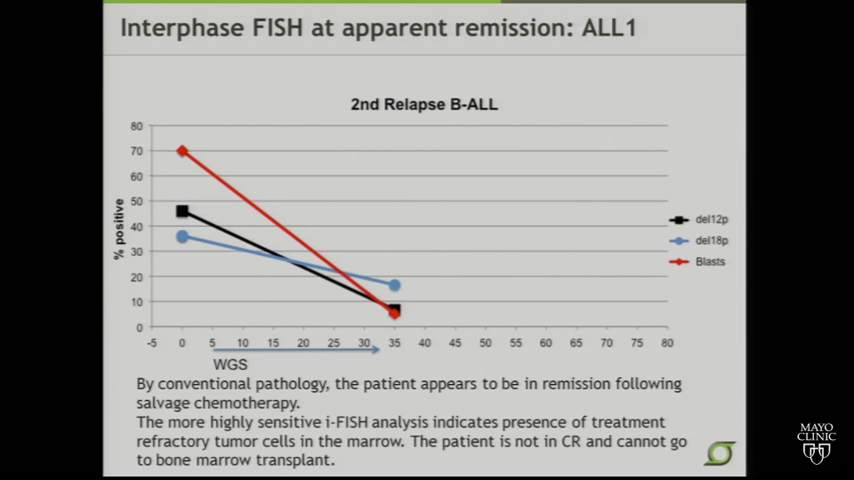 Interphase FISH at apparent remission: ALL1
2nd Relapse B-ALL
80
70
60
50
40
30
20
10
0
% positive
-5 0 5 10 15 20 25 30 35 40 45 50 55 60 65 70 75 80
del12p
del18p
Blasts
WGS
By conventional pathology, the patient appears to be in remission following
salvage chemotherapy.
The more highly sensitive i-FISH analysis indicates presence of treatment
refractory tumor cells in the marrow. The patient is not in CR and cannot go
to bone marrow transplant.
MAYO
CLINIC